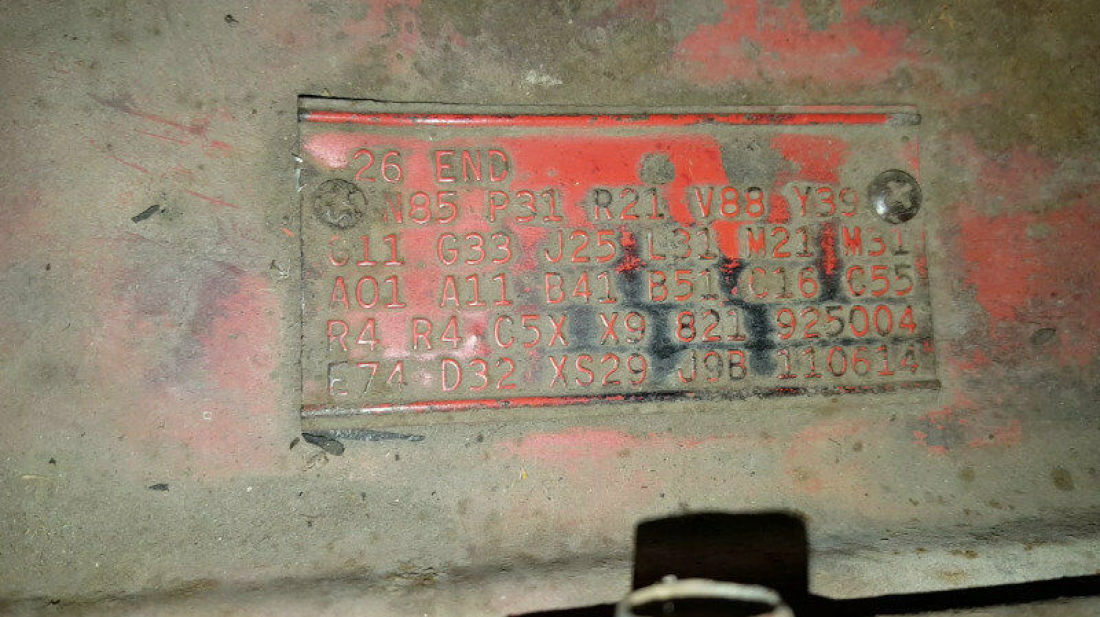 26 END
N85 P31 R21 V88 Y39
G11 G33 J25 L31 M21 M31
A01 A11 B41 B51 C16 C55
R4 R4 C5X X9 821 925004
E74 D32 XS29 J9B 110614